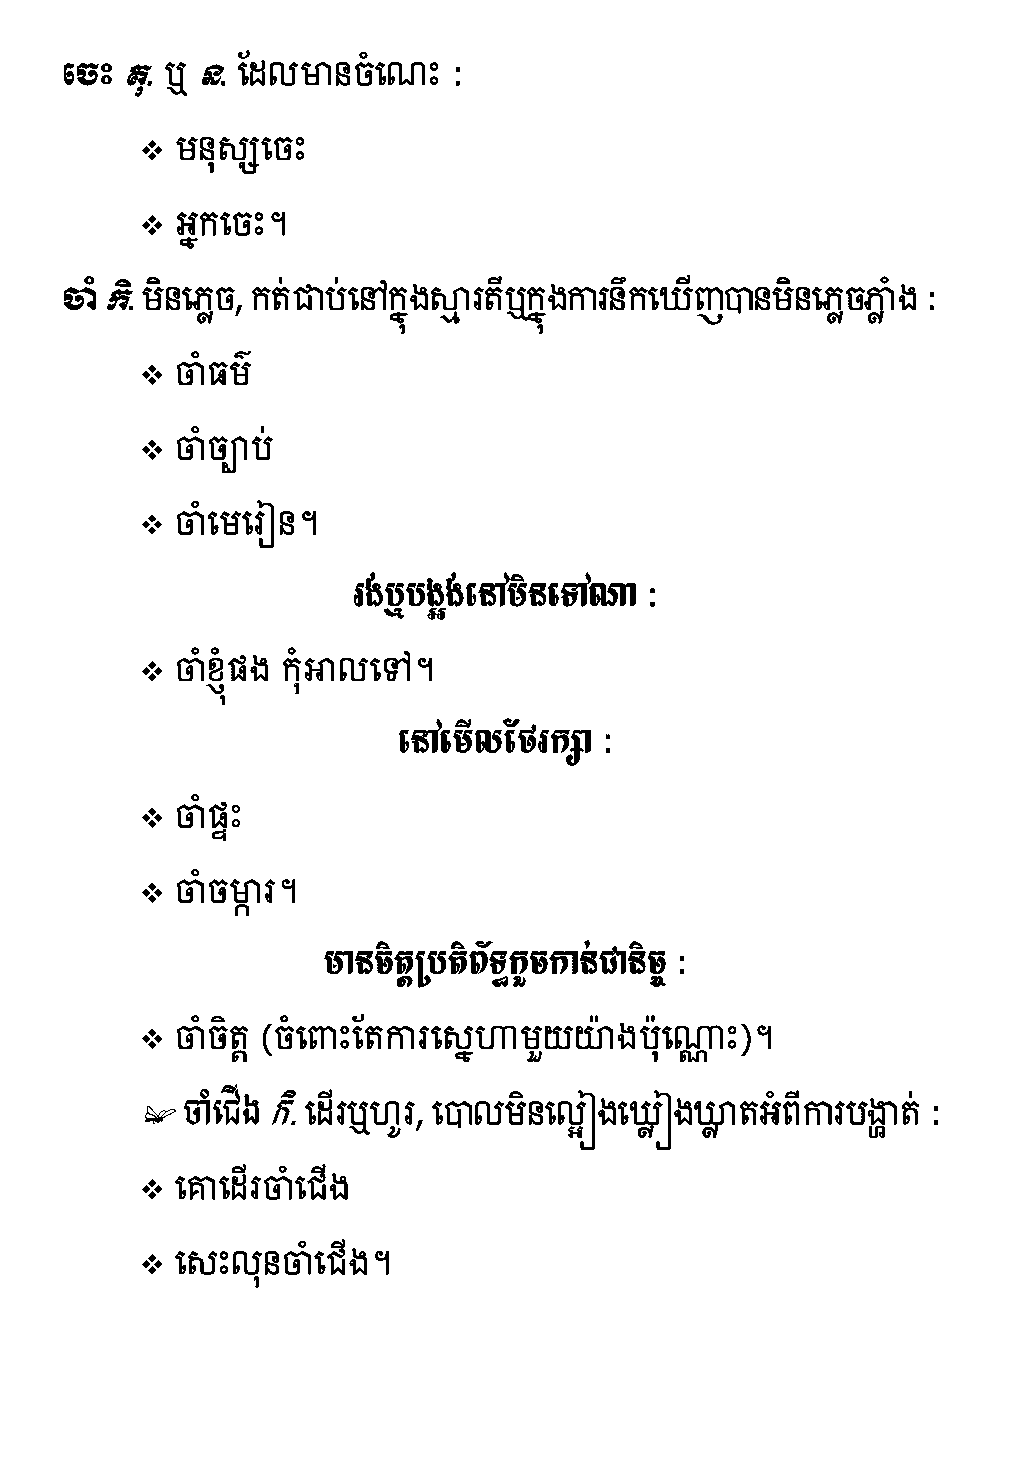 ចេះ គុ. ឬ ន. ដែលមានចំណេះ :
❖ មនុស្សចេះ
❖ អ្នកចេះ។
ចាំ កិ. មិនភ្លេច, កត់ជាប់នៅក្នុងស្មារតីឬក្នុងការនឹកឃើញបានមិនភ្លេចភ្លាំង :
❖ ចាំធម៌
❖ ចាំច្បាប់
❖ ចាំមេរៀន។
រង់ឬបង្អង់នៅមិនទៅណា :
❖ ចាំខ្ញុំផង កុំអាលទៅ។
នៅមើលថែរក្សា :
❖ ចាំផ្ទះ
❖ ចាំចម្ការ។
មានចិត្តប្រតិព័ទ្ធកួចកាន់ជានិច្ច :
❖ ចាំចិត្ត (ចំពោះតែការស្នេហាមួយយ៉ាងប៉ុណ្ណោះ)។
ចាំជើង កិ. ដើរឬហូរ, បោលមិនល្អៀងឃ្លៀងឃ្លាតអំពីការបង្ហាត់ :
❖ គោដើរចាំជើង
❖ សេះលុនចាំជើង។